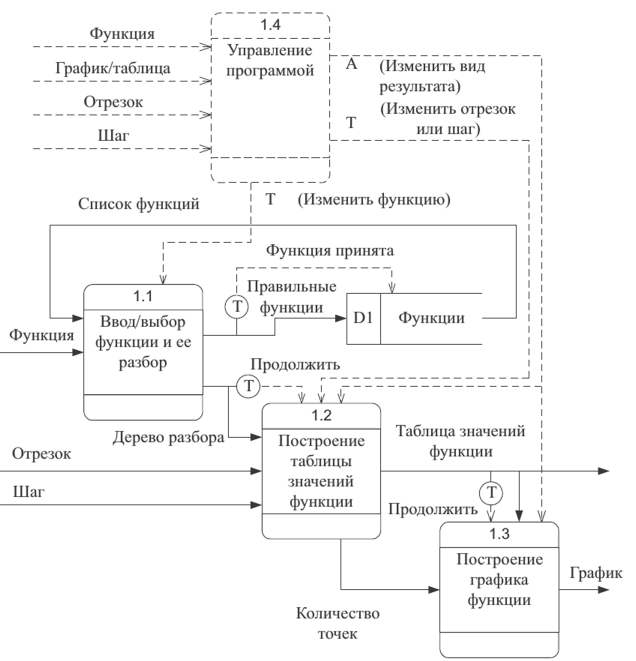 1.4
Управление
программой
Функция
График/таблица
Отрезок
Шаг
А
(Изменить вид
результата)
Т
(Изменить отрезок
или шаг)
Т
(Изменить функцию)
Список функций
Функция принята
1.1
Ввод/выбор
функции и ее
разбор
Правильные
функции
Т
D1
Функции
Функция
Продолжить
Т
Дерево разбора
1.2
Построение
таблицы
значений
функции
Отрезок
Шаг
Таблица значений
функции
Т
Продолжить
1.3
Построение
графика
функции
График
Количество
точек